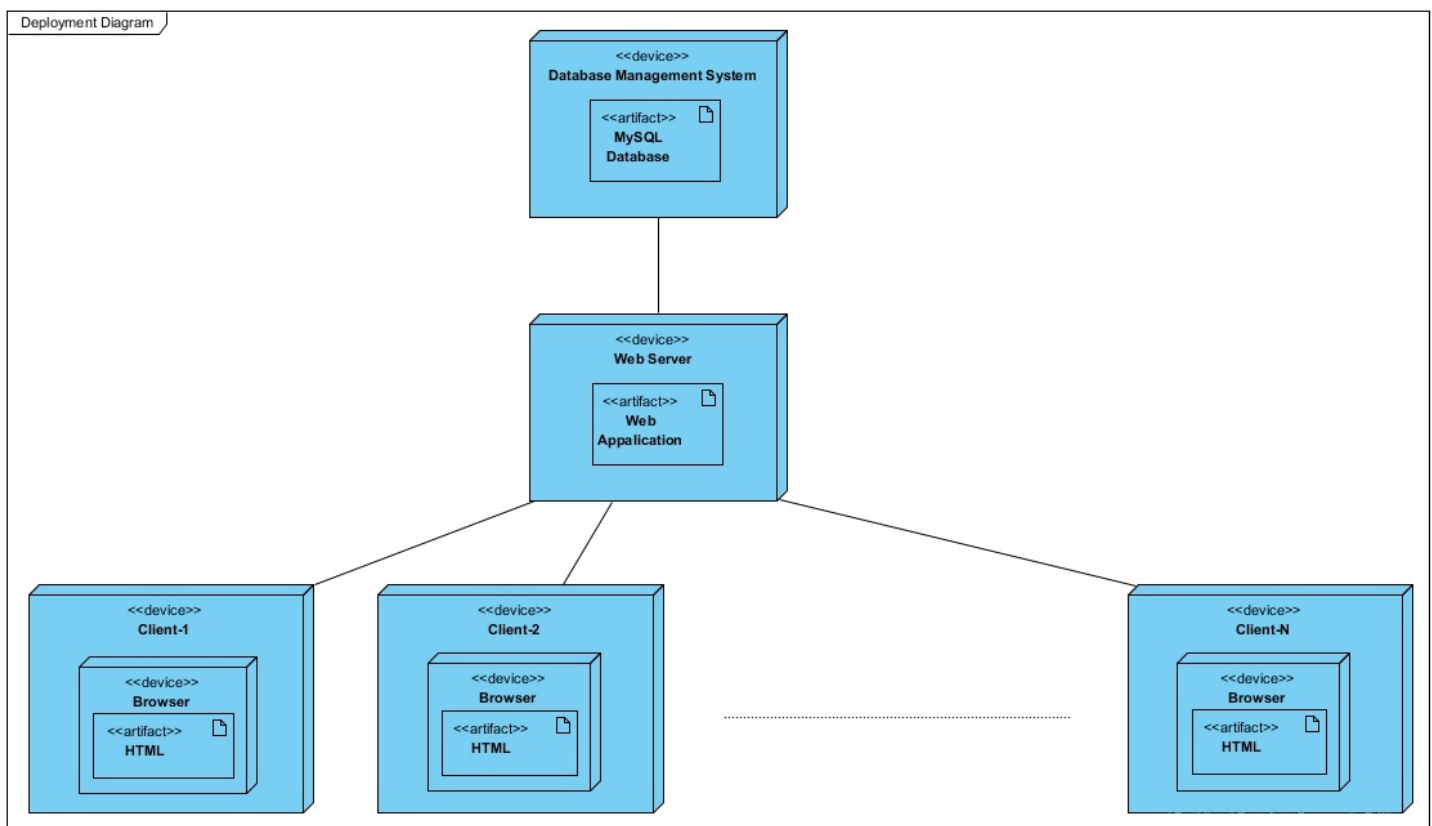 Deployment Diagram
<<device>>
Database Management System
<<artifact>>
MySQL
Database
<<device>>
Web Server
<<artifact>>
Web
Appalication
<<device>>
Client-1
<<device>>
Browser
<<artifact>>
HTML
<<device>>
Client-2
<<device>>
Browser
<<artifact>>
HTML
<<device>>
Client-N
<<device>>
Browser
<<artifact>>
HTML